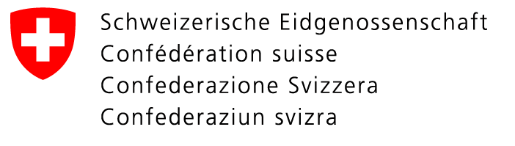 Schweizerische Eidgenossenschaft
Confédération suisse
Confederazione Svizzera
Confederaziun svizra